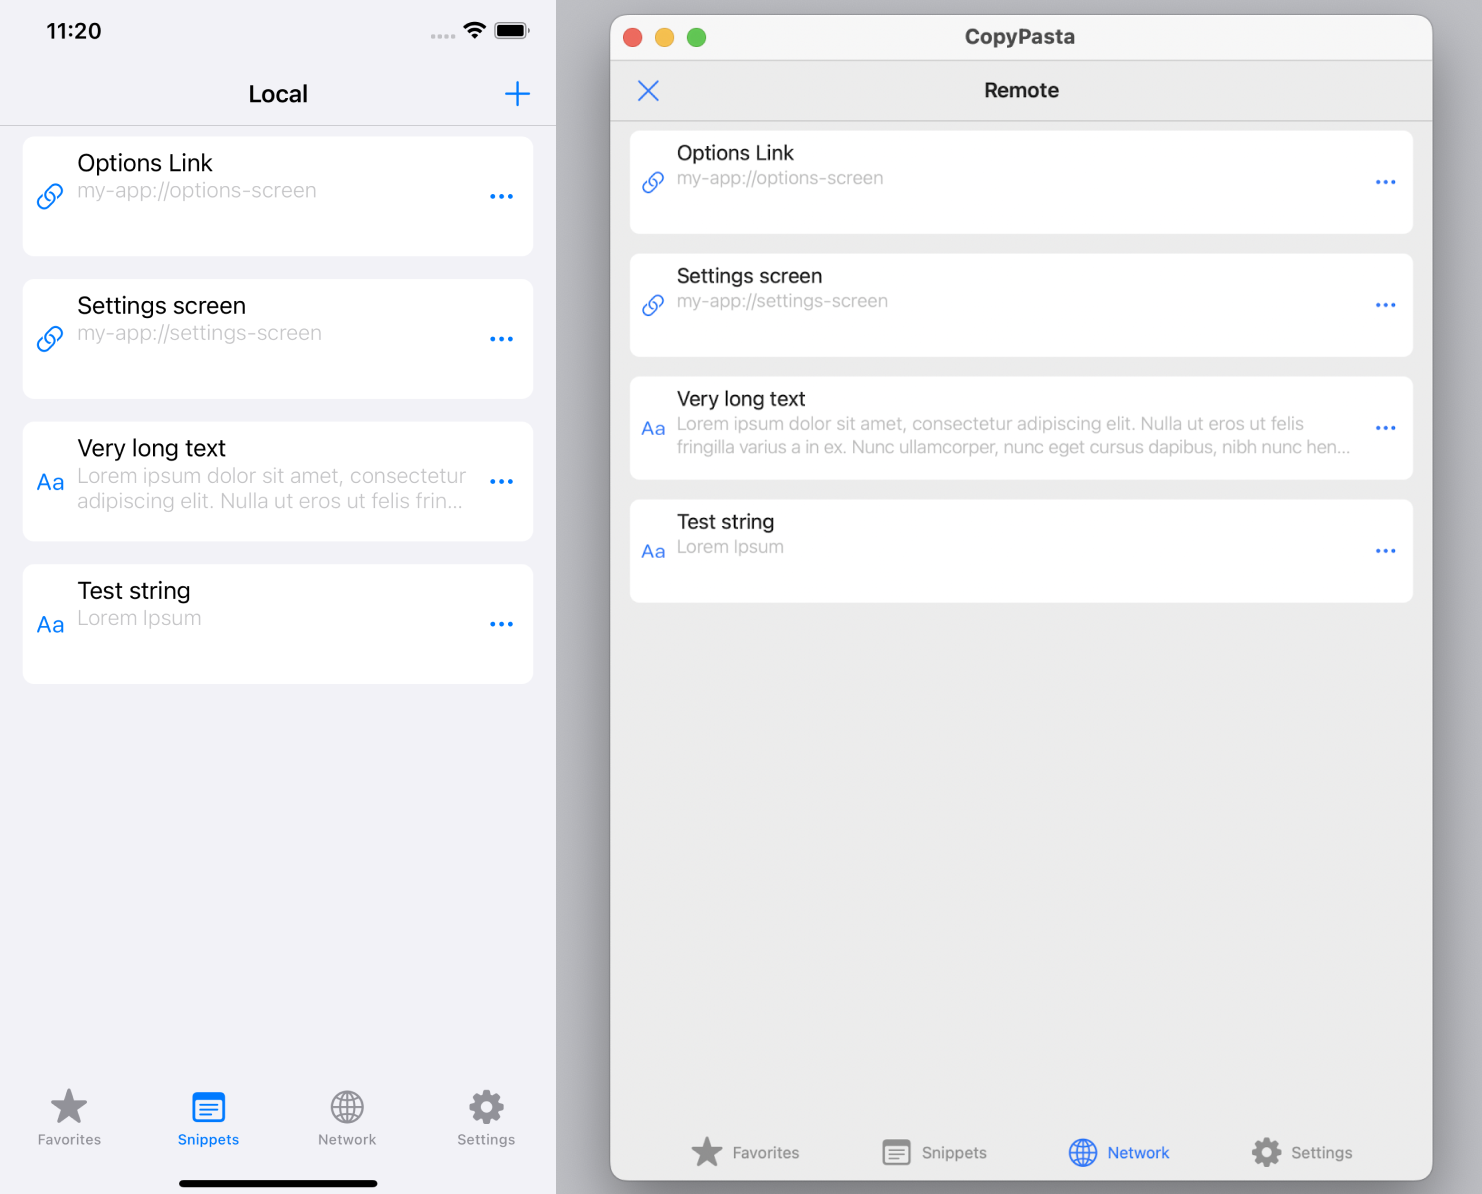 11:20
Local
Options Link
my-app://options-screen
Settings screen
my-app://settings-screen
Aa
Very long text
Lorem ipsum dolor sit amet, consectetur
adipiscing elit. Nulla ut eros ut felis frin...
Aa
Test string
Lorem Ipsum
Favorites
Snippets
Network
Settings
CopyPasta
Remote
Options Link
my-app://options-screen
Settings screen
my-app://settings-screen
Aa
Very long text
Lorem ipsum dolor sit amet, consectetur adipiscing elit. Nulla ut eros ut felis
fringilla varius a in ex. Nunc ullamcorper, nunc eget cursus dapibus, nibh nunc hen...
Aa
Test string
Lorem Ipsum
Favorites
Snippets
Network
Settings